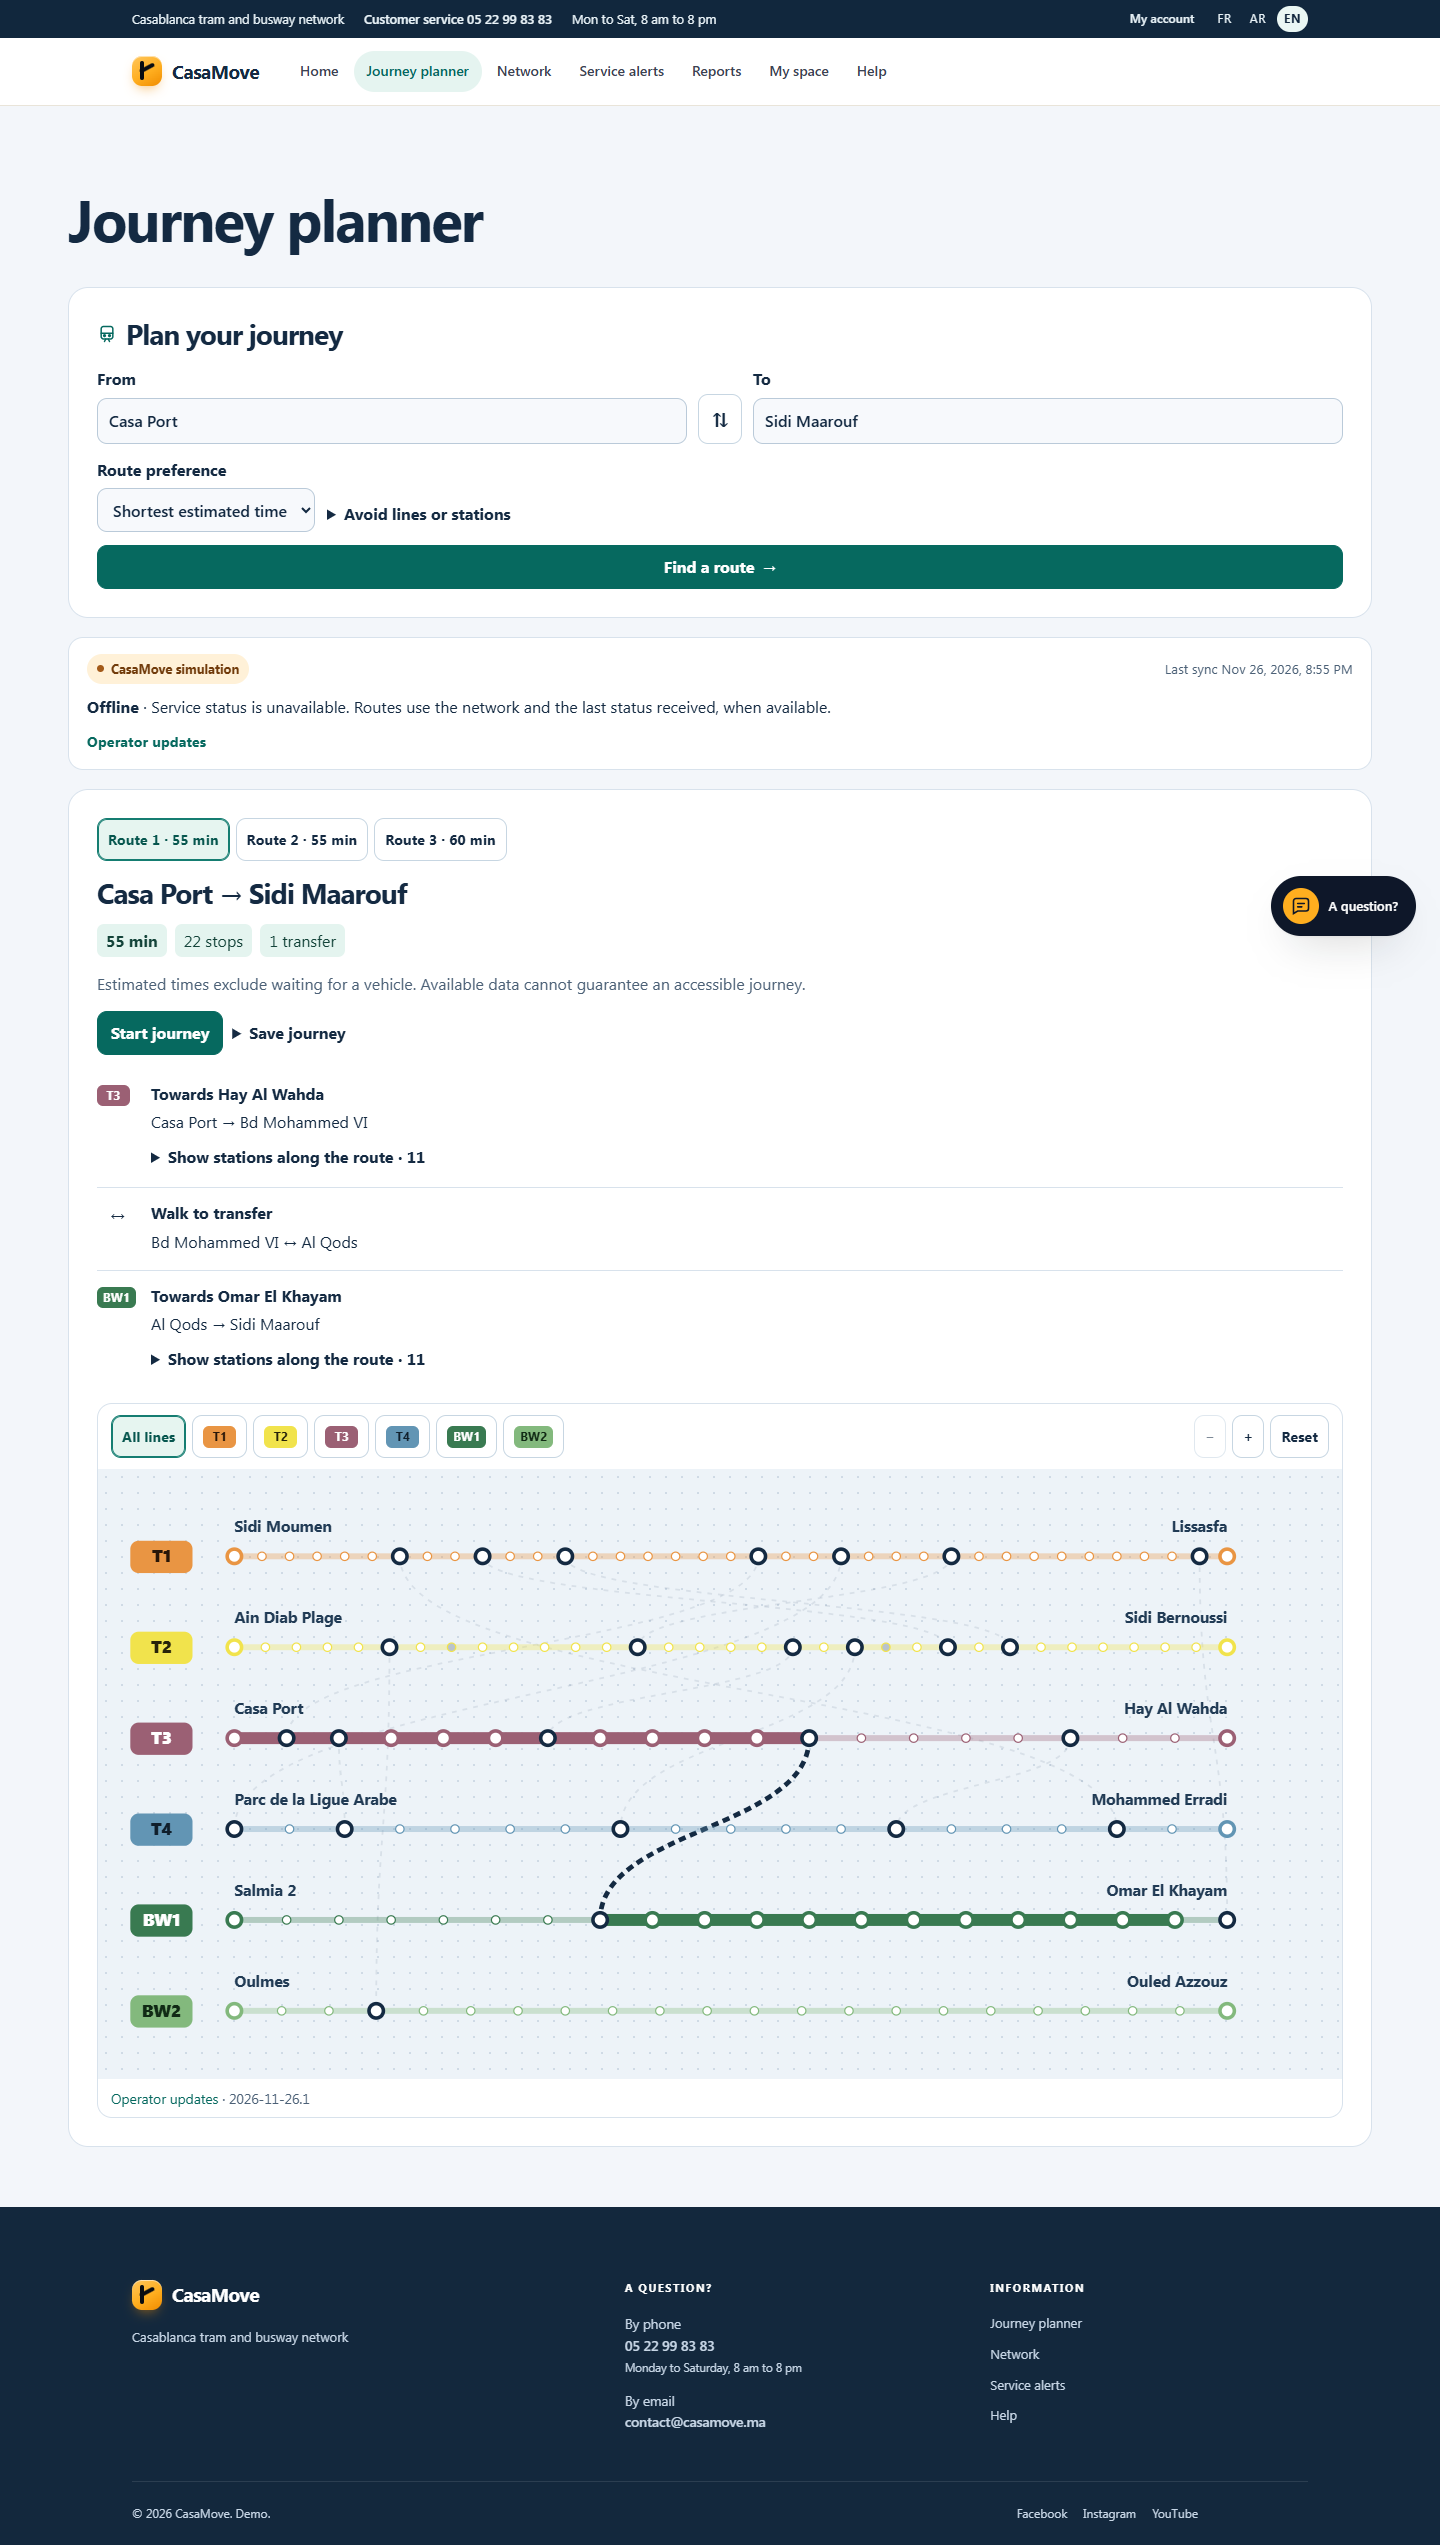 Casablanca tram and busway network Customer service 05 22 99 83 83 Mon to Sat, 8 am to 8 pm My account FR AR EN
CasaMove Home Journey planner Network Service alerts Reports My space Help
Journey planner
Plan your journey
From To
Casa Port ⇅ Sidi Maarouf
Route preference
Shortest estimated time ▶ Avoid lines or stations
Find a route →
CasaMove simulation Last sync Nov 26, 2026, 8:55 PM
Offline · Service status is unavailable. Routes use the network and the last status received, when available.
Operator updates
Route 1 · 55 min Route 2 · 55 min Route 3 · 60 min
Casa Port → Sidi Maarouf
A question?
55 min 22 stops 1 transfer
Estimated times exclude waiting for a vehicle. Available data cannot guarantee an accessible journey.
Start journey ▶ Save journey
T3 Towards Hay Al Wahda
Casa Port → Bd Mohammed VI
▶ Show stations along the route · 11
↔ Walk to transfer
Bd Mohammed VI ↔ Al Qods
BW1 Towards Omar El Khayam
Al Qods → Sidi Maarouf
▶ Show stations along the route · 11
All lines T1 T2 T3 T4 BW1 BW2 − + Reset
Sidi Moumen Lissasfa
T1
Ain Diab Plage Sidi Bernoussi
T2
Casa Port Hay Al Wahda
T3
Parc de la Ligue Arabe Mohammed Erradi
T4
Salmia 2 Omar El Khayam
BW1
Oulmes Ouled Azzouz
BW2
Operator updates · 2026-11-26.1
CasaMove
Casablanca tram and busway network
A QUESTION?
By phone
05 22 99 83 83
Monday to Saturday, 8 am to 8 pm
By email
contact@casamove.ma
INFORMATION
Journey planner
Network
Service alerts
Help
© 2026 CasaMove. Demo. Facebook Instagram YouTube